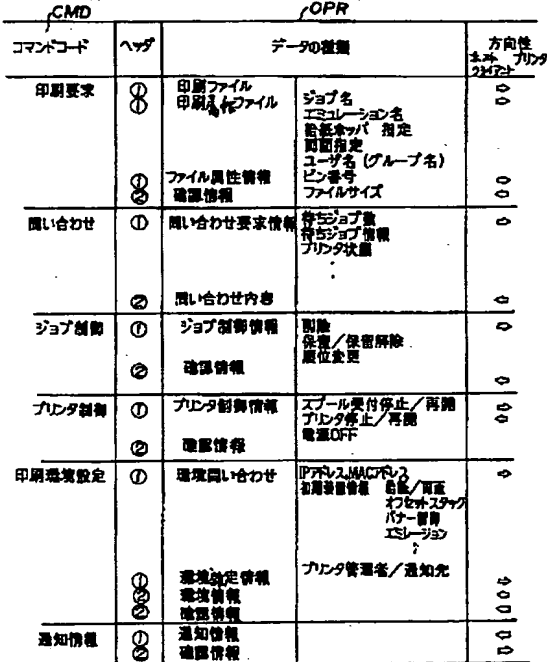 CMD OPR
コマンドコード ヘッダ データの種類 方向性
ホスト プリンタ
クライアント
印刷要求 ① 印刷ファイル ⇨
① 印刷条件ファイル ジョブ名 ⇨
エミュレーション名
給紙ホッパ 指定
両面指定
ユーザ名 (グループ名)
① ファイル属性情報 ビン番号 ⇨
② 確認情報 ファイルサイズ ⇦
問い合わせ ① 問い合わせ要求情報 待ちジョブ数 ⇨
待ちジョブ情報
プリンタ状態
② 問い合わせ内容 ⇦
ジョブ制御 ① ジョブ制御情報 削除 ⇨
保留/保留解除
順位変更
② 確認情報 ⇦
プリンタ制御 ① プリンタ制御情報 スプール受付停止/再開 ⇨
プリンタ停止/再開 ⇦
電源OFF
② 確認情報
印刷環境設定 ① 環境問い合わせ IPアドレス,MACアドレス ⇨
初期装置情報 給紙/両面
オフセットスタック
バナー制御
エミュレーション
プリンタ管理者/通知先
① 環境設定情報 ⇨
② 環境情報 ⇦
② 確認情報 ⇦
通知情報 ① 通知情報 ⇦
② 確認情報 ⇨